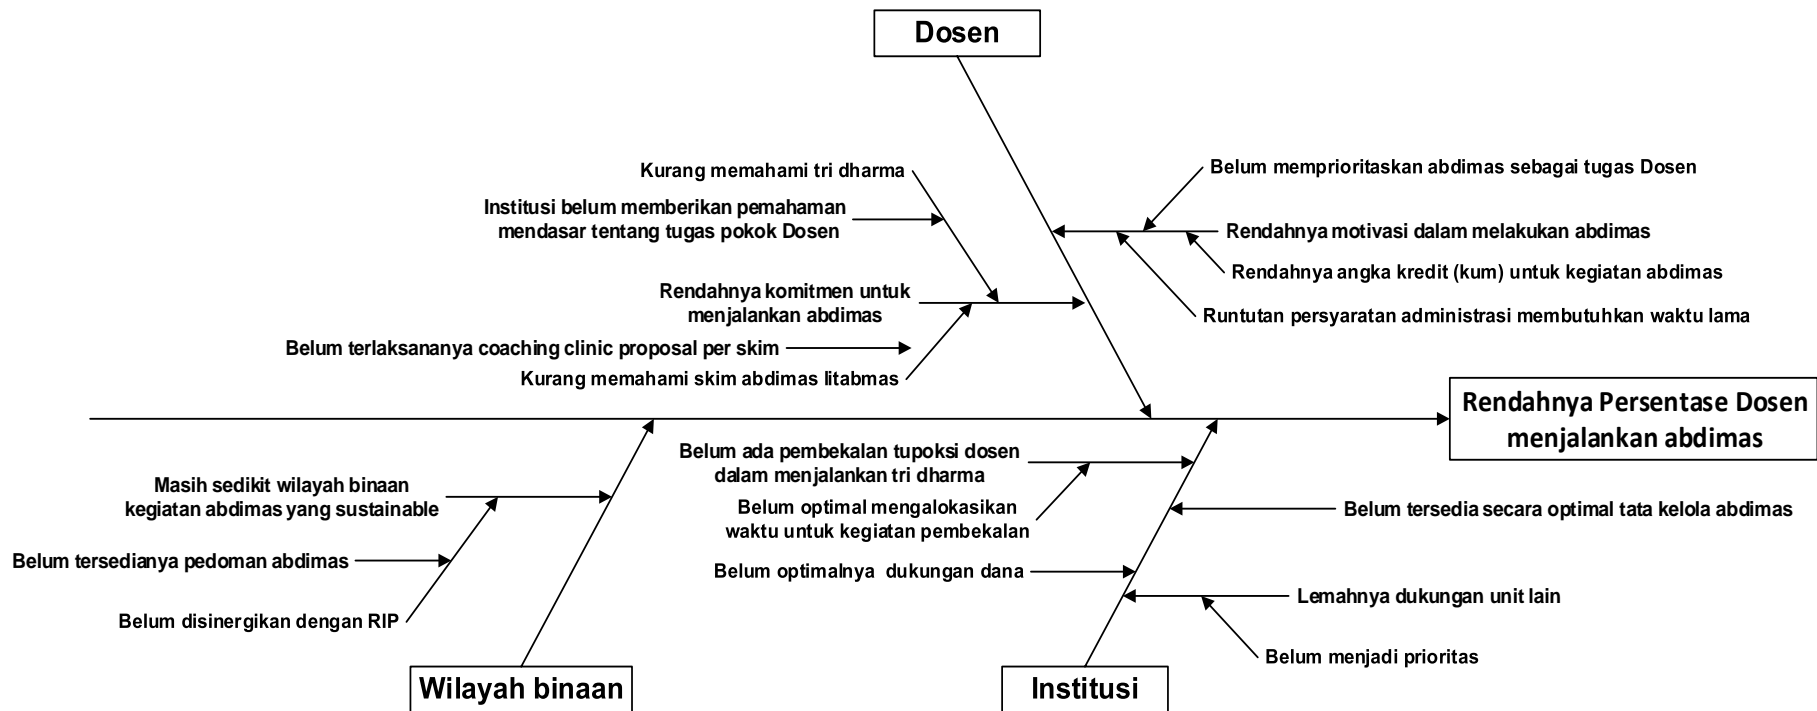 Dosen
Kurang memahami tri dharma
Belum memprioritaskan abdimas sebagai tugas Dosen
Institusi belum memberikan pemahaman
mendasar tentang tugas pokok Dosen
Rendahnya motivasi dalam melakukan abdimas
Rendahnya angka kredit (kum) untuk kegiatan abdimas
Rendahnya komitmen untuk
menjalankan abdimas
Runtutan persyaratan administrasi membutuhkan waktu lama
Belum terlaksananya coaching clinic proposal per skim
Kurang memahami skim abdimas litabmas
Rendahnya Persentase Dosen
menjalankan abdimas
Belum ada pembekalan tupoksi dosen
dalam menjalankan tri dharma
Masih sedikit wilayah binaan
kegiatan abdimas yang sustainable
Belum optimal mengalokasikan
waktu untuk kegiatan pembekalan
Belum tersedia secara optimal tata kelola abdimas
Belum tersedianya pedoman abdimas
Belum optimalnya dukungan dana
Lemahnya dukungan unit lain
Belum disinergikan dengan RIP
Belum menjadi prioritas
Wilayah binaan
Institusi